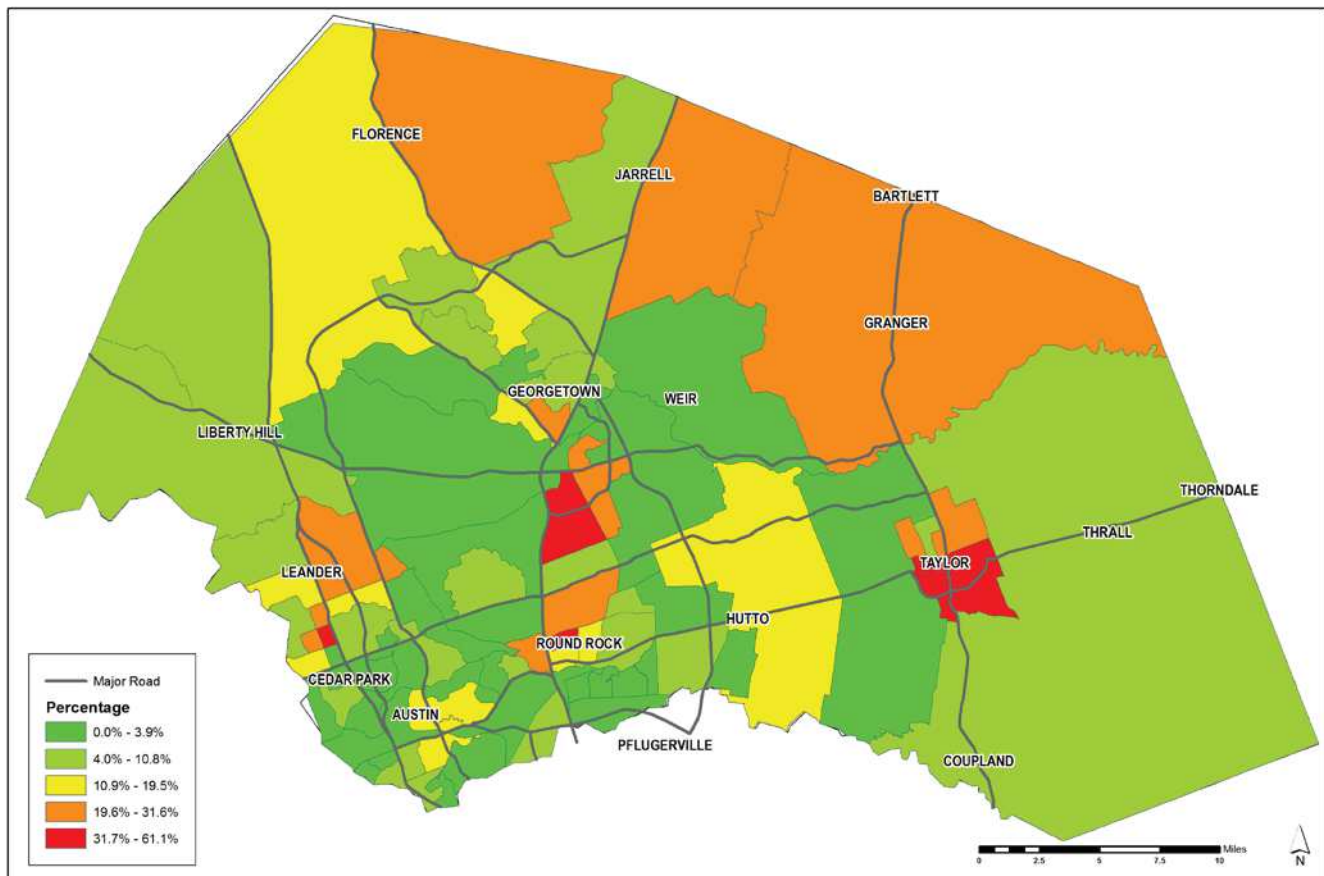 FLORENCE
JARRELL
BARTLETT
GRANGER
GEORGETOWN
WEIR
LIBERTY HILL
THORNDALE
THRALL
TAYLOR
LEANDER
HUTTO
ROUND ROCK
CEDAR PARK
AUSTIN
PFLUGERVILLE
COUPLAND
Major Road
Percentage
0.0% - 3.9%
4.0% - 10.8%
10.9% - 19.5%
19.6% - 31.6%
31.7% - 61.1%
Miles
0 2.5 5 7.5 10
N